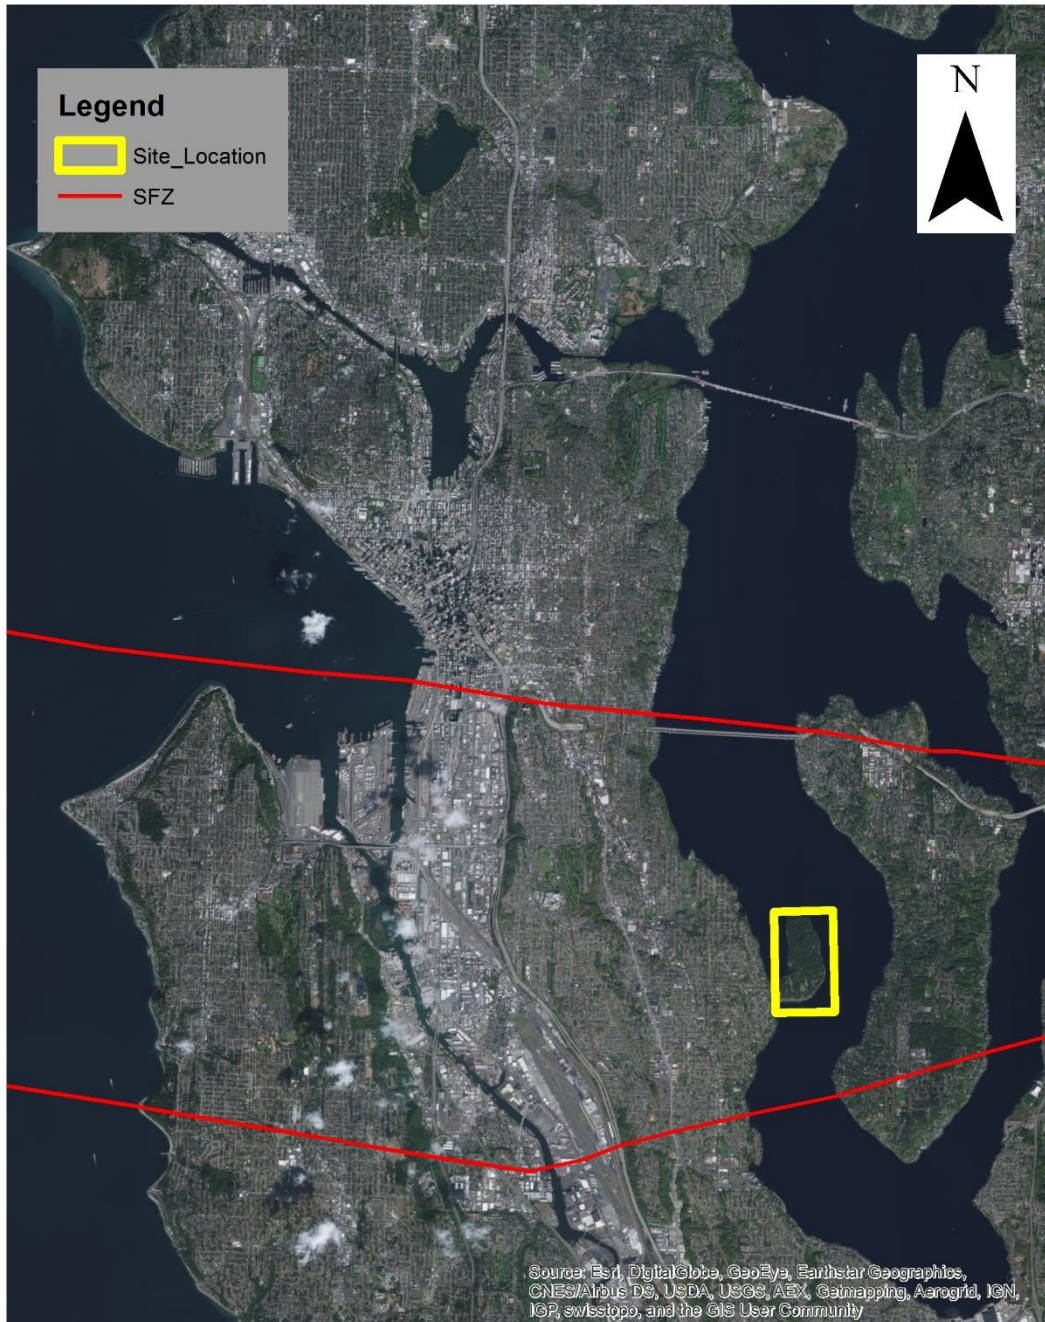 Legend
Site_Location
SFZ
N
Source: Esri, DigitalGlobe, GeoEye, Earthstar Geographics,
CNES/Airbus DS, USDA, USGS, AEX, Getmapping, Aerogrid, IGN,
IGP, swisstopo, and the GIS User Community